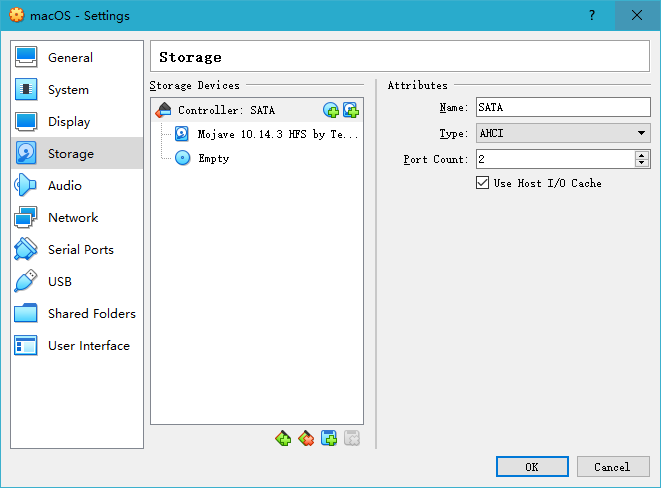 macOS - Settings
?
General
System
Display
Storage
Audio
Network
Serial Ports
USB
Shared Folders
User Interface
Storage
Storage Devices
Controller: SATA
Mojave 10.14.3 HFS by Te...
Empty
Attributes
Name: SATA
Type: AHCI
Port Count: 2
Use Host I/O Cache
OK
Cancel